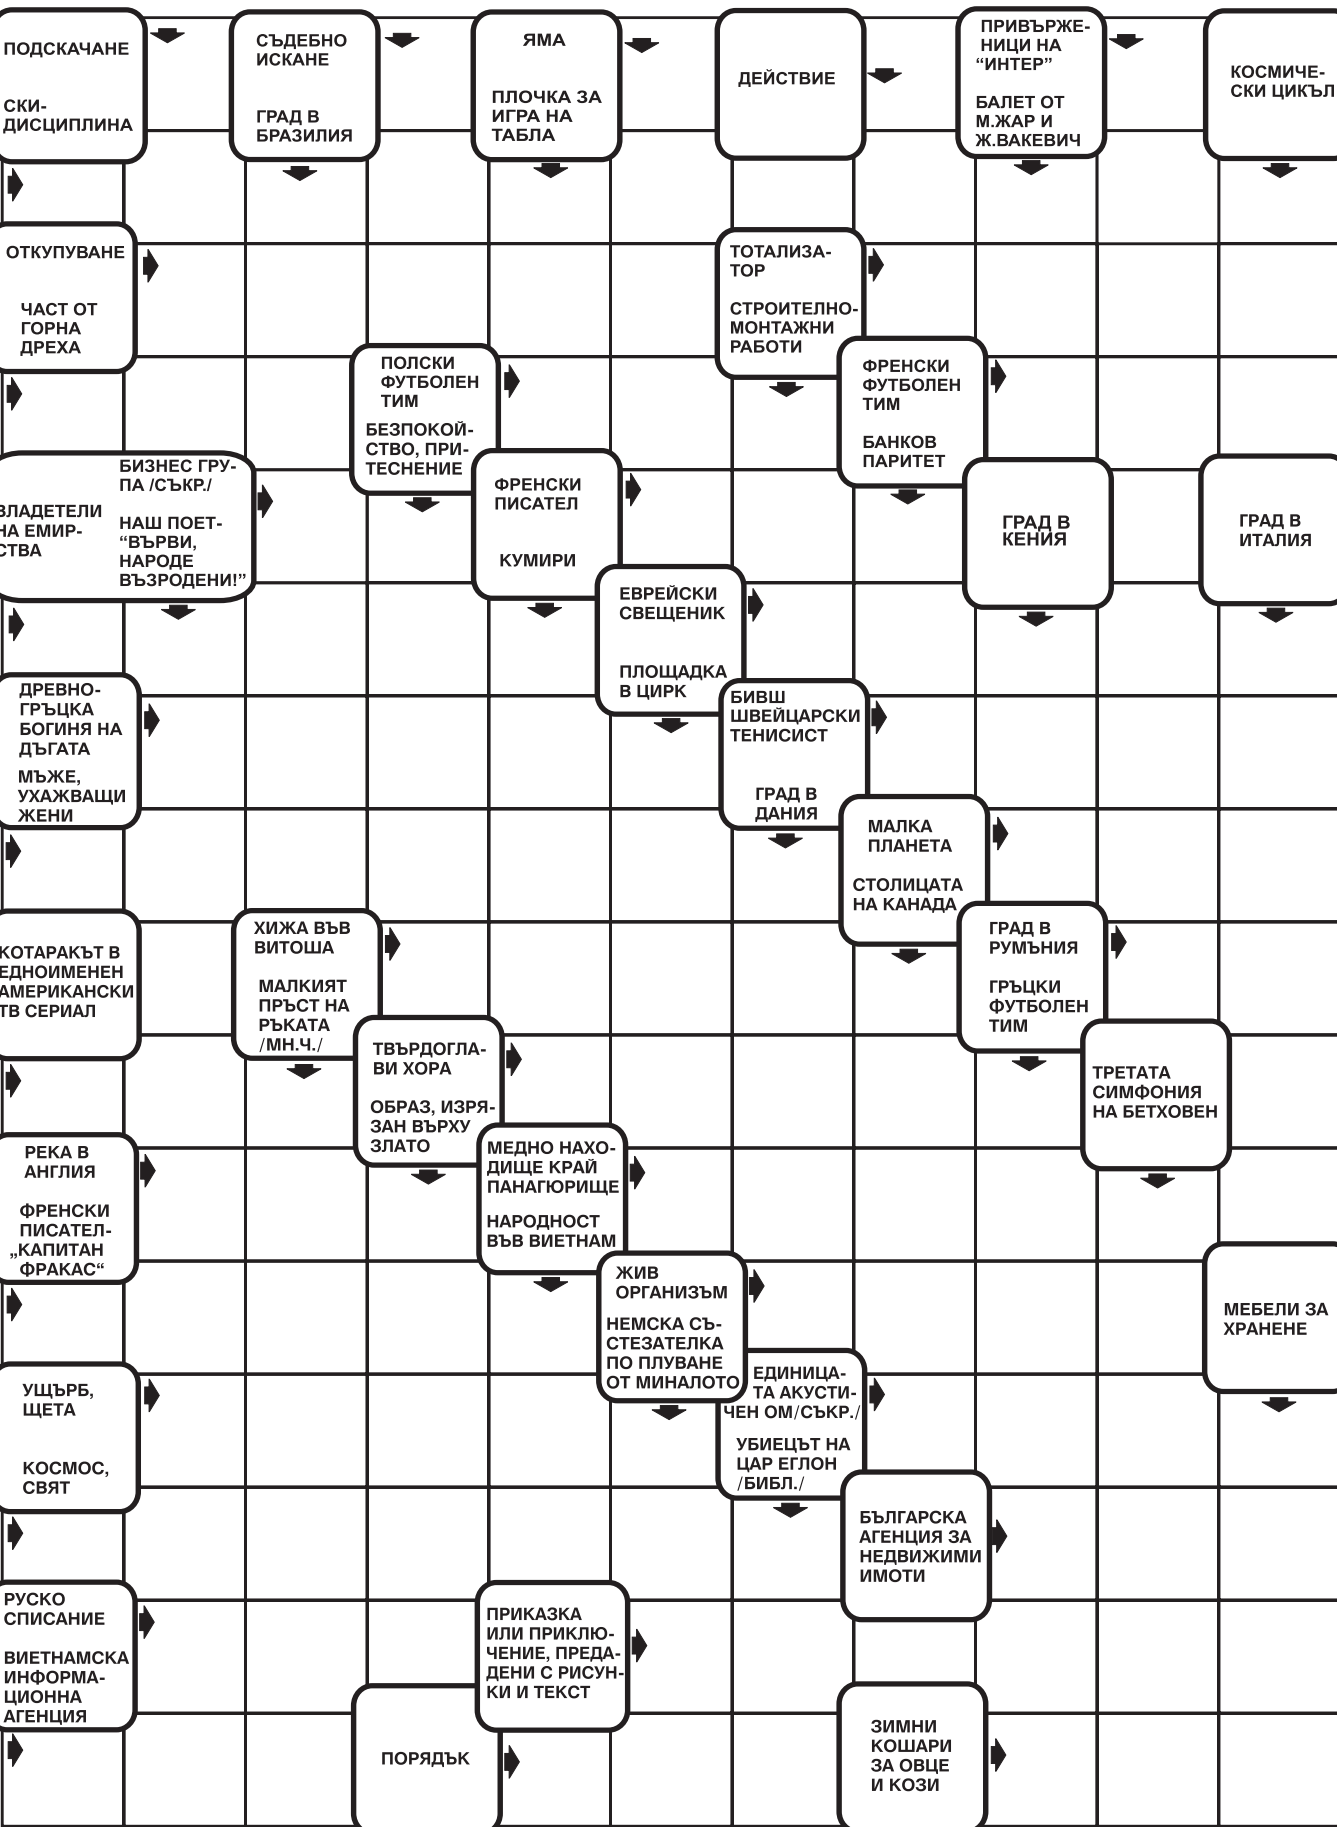 ПОДСКАЧАНЕ
СКИ-
ДИСЦИПЛИНА
СЪДЕБНО
ИСКАНЕ
ГРАД В
БРАЗИЛИЯ
ЯМА
ПЛОЧКА ЗА
ИГРА НА
ТАБЛА
ДЕЙСТВИЕ
ПРИВЪРЖЕ-
НИЦИ НА
“ИНТЕР”
БАЛЕТ ОТ
М.ЖАР И
Ж.ВАКЕВИЧ
КОСМИЧЕ-
СКИ ЦИКЪЛ
ОТКУПУВАНЕ
ЧАСТ ОТ
ГОРНА
ДРЕХА
ТОТАЛИЗА-
ТОР
СТРОИТЕЛНО-
МОНТАЖНИ
РАБОТИ
ПОЛСКИ
ФУТБОЛЕН
ТИМ
БЕЗПОКОЙ-
СТВО, ПРИ-
ТЕСНЕНИЕ
ФРЕНСКИ
ФУТБОЛЕН
ТИМ
БАНКОВ
ПАРИТЕТ
ВЛАДЕТЕЛИ
НА ЕМИР-
СТВА
БИЗНЕС ГРУ-
ПА /СЪКР./
НАШ ПОЕТ-
“ВЪРВИ,
НАРОДЕ
ВЪЗРОДЕНИ!”
ФРЕНСКИ
ПИСАТЕЛ
КУМИРИ
ГРАД В
КЕНИЯ
ГРАД В
ИТАЛИЯ
ЕВРЕЙСКИ
СВЕЩЕНИК
ПЛОЩАДКА
В ЦИРК
ДРЕВНО-
ГРЪЦКА
БОГИНЯ НА
ДЪГАТА
МЪЖЕ,
УХАЖВАЩИ
ЖЕНИ
БИВШ
ШВЕЙЦАРСКИ
ТЕНИСИСТ
ГРАД В
ДАНИЯ
МАЛКА
ПЛАНЕТА
СТОЛИЦАТА
НА КАНАДА
КОТАРАКЪТ В
ЕДНОИМЕНЕН
АМЕРИКАНСКИ
ТВ СЕРИАЛ
ХИЖА ВЪВ
ВИТОША
МАЛКИЯТ
ПРЪСТ НА
РЪКАТА
/МН.Ч./
ГРАД В
РУМЪНИЯ
ГРЪЦКИ
ФУТБОЛЕН
ТИМ
ТВЪРДОГЛА-
ВИ ХОРА
ОБРАЗ, ИЗРЯ-
ЗАН ВЪРХУ
ЗЛАТО
ТРЕТАТА
СИМФОНИЯ
НА БЕТХОВЕН
РЕКА В
АНГЛИЯ
ФРЕНСКИ
ПИСАТЕЛ-
„КАПИТАН
ФРАКАС“
МЕДНО НАХО-
ДИЩЕ КРАЙ
ПАНАГЮРИЩЕ
НАРОДНОСТ
ВЪВ ВИЕТНАМ
ЖИВ
ОРГАНИЗЪМ
НЕМСКА СЪ-
СТЕЗАТЕЛКА
ПО ПЛУВАНЕ
ОТ МИНАЛОТО
МЕБЕЛИ ЗА
ХРАНЕНЕ
УЩЪРБ,
ЩЕТА
КОСМОС,
СВЯТ
ЕДИНИЦА-
ТА АКУСТИ-
ЧЕН ОМ/СЪКР./
УБИЕЦЪТ НА
ЦАР ЕГЛОН
/БИБЛ./
БЪЛГАРСКА
АГЕНЦИЯ ЗА
НЕДВИЖИМИ
ИМОТИ
РУСКО
СПИСАНИЕ
ВИЕТНАМСКА
ИНФОРМА-
ЦИОННА
АГЕНЦИЯ
ПРИКАЗКА
ИЛИ ПРИКЛЮ-
ЧЕНИЕ, ПРЕДА-
ДЕНИ С РИСУН-
КИ И ТЕКСТ
ПОРЯДЪК
ЗИМНИ
КОШАРИ
ЗА ОВЦЕ
И КОЗИ